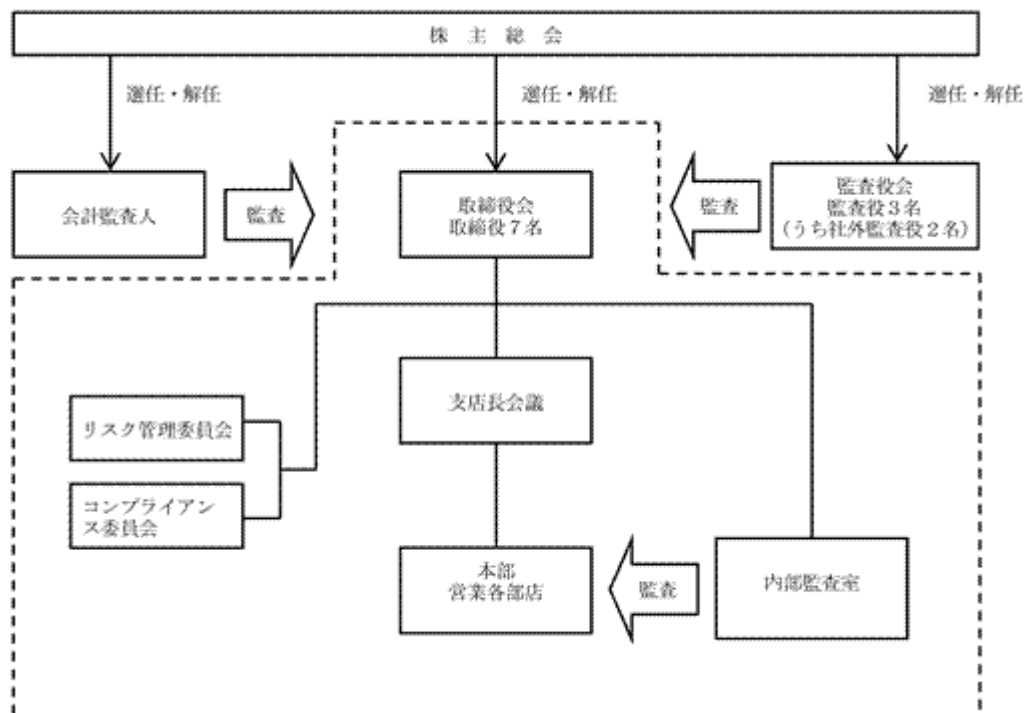 株 主 総 会
選任・解任
選任・解任
選任・解任
会計監査人
監査
取締役会
取締役７名
監査
監査役会
監査役３名
(うち社外監査役２名)
支店長会議
リスク管理委員会
コンプライアン
ス委員会
本部
営業各部店
監査
内部監査室